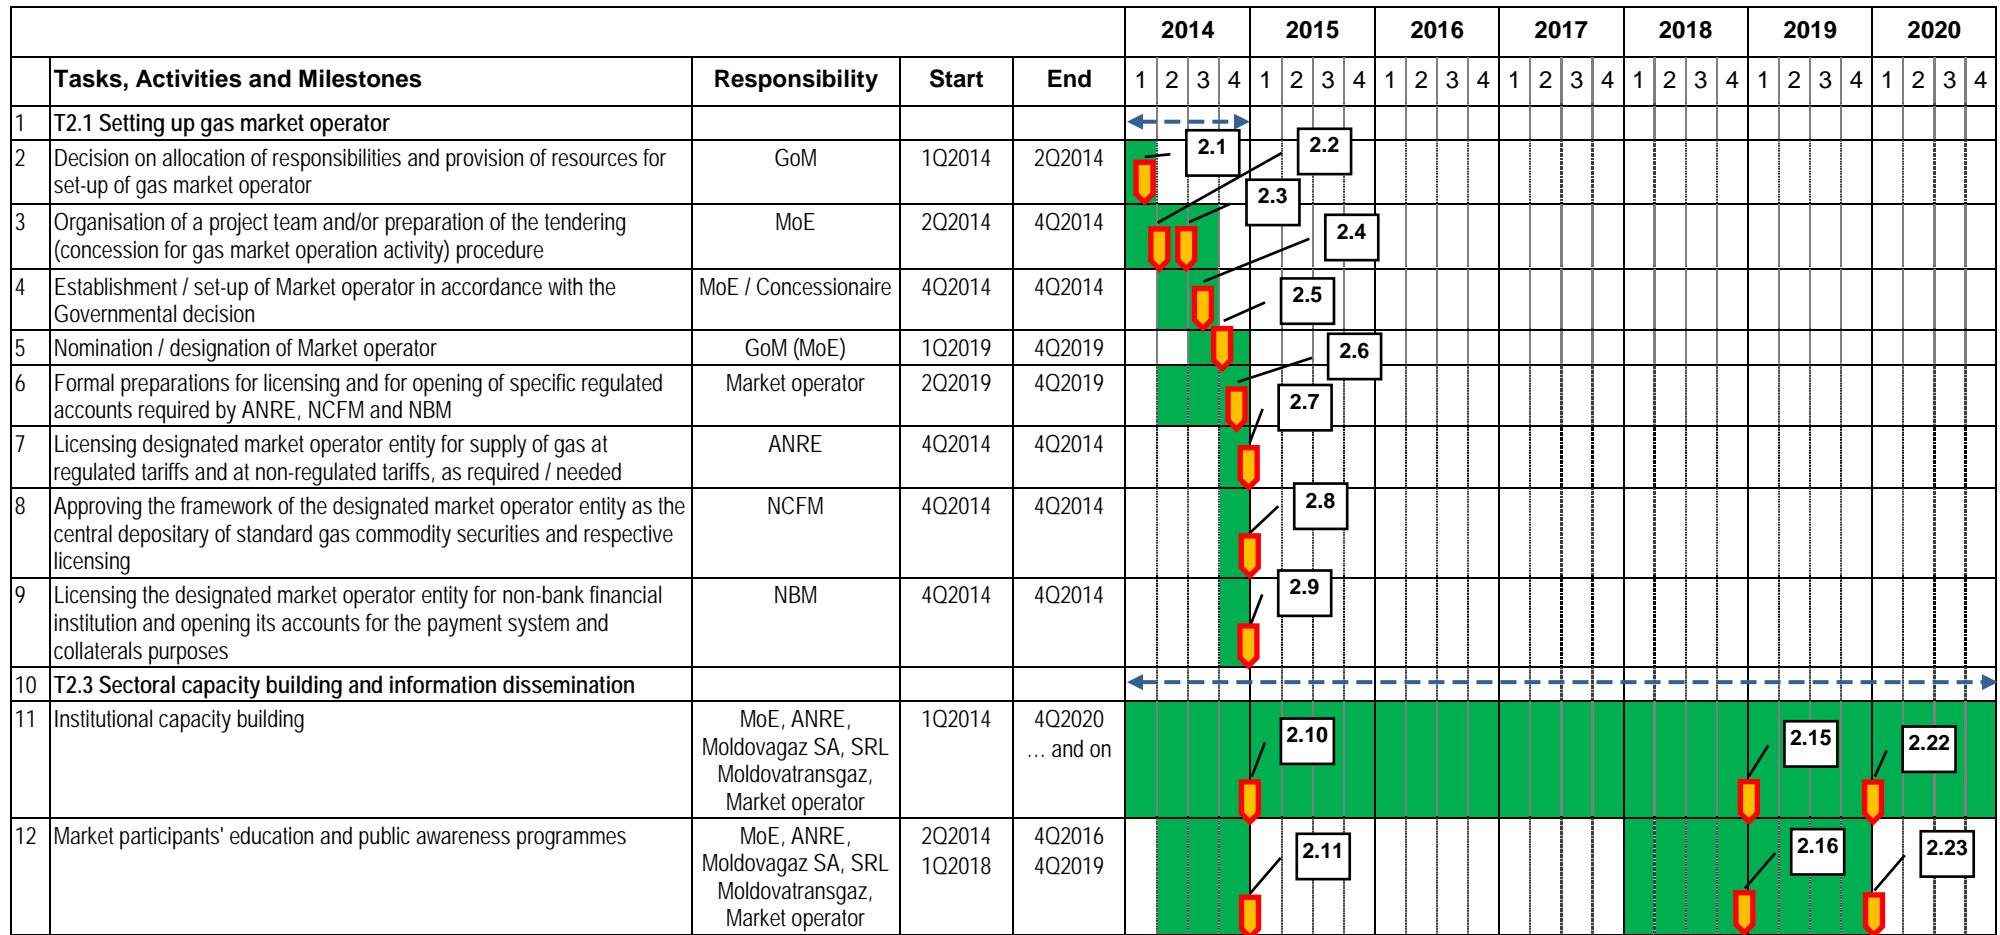 2014 2015 2016 2017 2018 2019 2020
Tasks, Activities and Milestones Responsibility Start End 1 2 3 4 1 2 3 4 1 2 3 4 1 2 3 4 1 2 3 4 1 2 3 4 1 2 3 4
1 T2.1 Setting up gas market operator
2 Decision on allocation of responsibilities and provision of resources for GoM 1Q2014 2Q2014 2.1 2.2
set-up of gas market operator
2.3
3 Organisation of a project team and/or preparation of the tendering MoE 2Q2014 4Q2014 2.4
(concession for gas market operation activity) procedure
4 Establishment / set-up of Market operator in accordance with the MoE / Concessionaire 4Q2014 4Q2014 2.5
Governmental decision
5 Nomination / designation of Market operator GoM (MoE) 1Q2019 4Q2019 2.6
6 Formal preparations for licensing and for opening of specific regulated Market operator 2Q2019 4Q2019
accounts required by ANRE, NCFM and NBM 2.7
7 Licensing designated market operator entity for supply of gas at ANRE 4Q2014 4Q2014
regulated tariffs and at non-regulated tariffs, as required / needed
8 Approving the framework of the designated market operator entity as the NCFM 4Q2014 4Q2014 2.8
central depositary of standard gas commodity securities and respective
licensing
9 Licensing the designated market operator entity for non-bank financial NBM 4Q2014 4Q2014 2.9
institution and opening its accounts for the payment system and
collaterals purposes
10 T2.3 Sectoral capacity building and information dissemination
11 Institutional capacity building MoE, ANRE, 1Q2014 4Q2020 2.10 2.15 2.22
Moldovagaz SA, SRL … and on
Moldovatransgaz,
Market operator
12 Market participants' education and public awareness programmes MoE, ANRE, 2Q2014 4Q2016 2.11 2.16 2.23
Moldovagaz SA, SRL 1Q2018 4Q2019
Moldovatransgaz,
Market operator